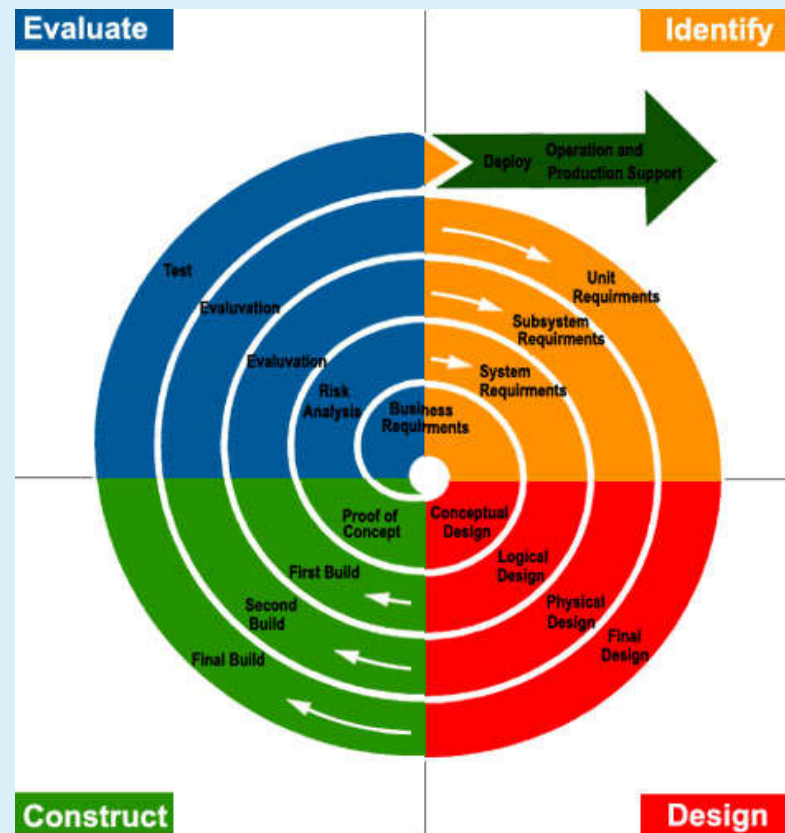 Evaluate
Identify
Deploy
Operation and
Production Support
Test
Evaluvation
Evaluvation
Risk
Analysis
Business
Requirments
System
Requirments
Subsystem
Requirments
Unit
Requirments
Proof of
Concept
First Build
Second
Build
Final Build
Conceptual
Design
Logical
Design
Physical
Design
Final
Design
Construct
Design